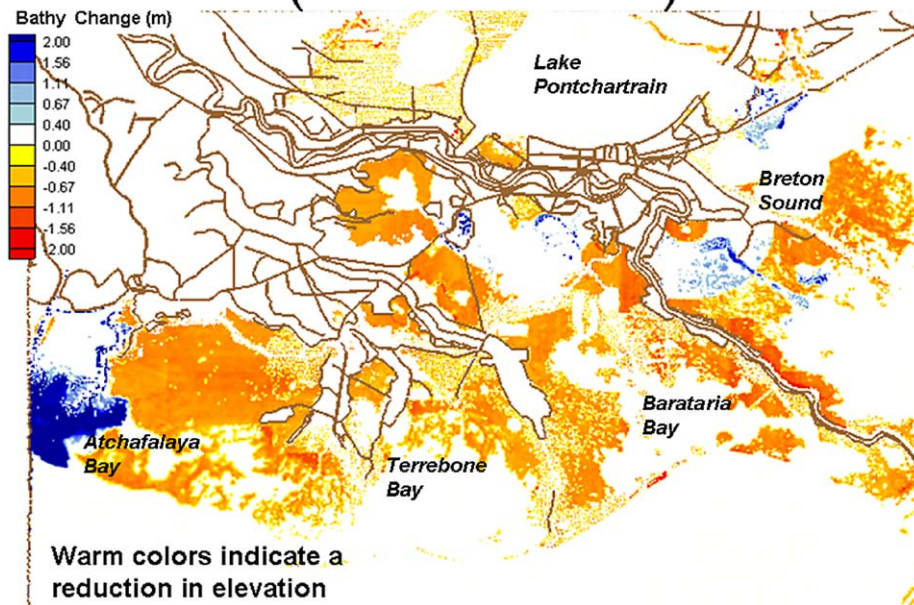 Bathy Change (m)
2.00
1.56
1.11
0.67
0.40
0.00
-0.40
-0.67
-1.11
-1.56
-2.00
Lake
Pontchartrain
Breton
Sound
Barataria
Bay
Atchafalaya
Bay
Terrebone
Bay
Warm colors indicate a
reduction in elevation